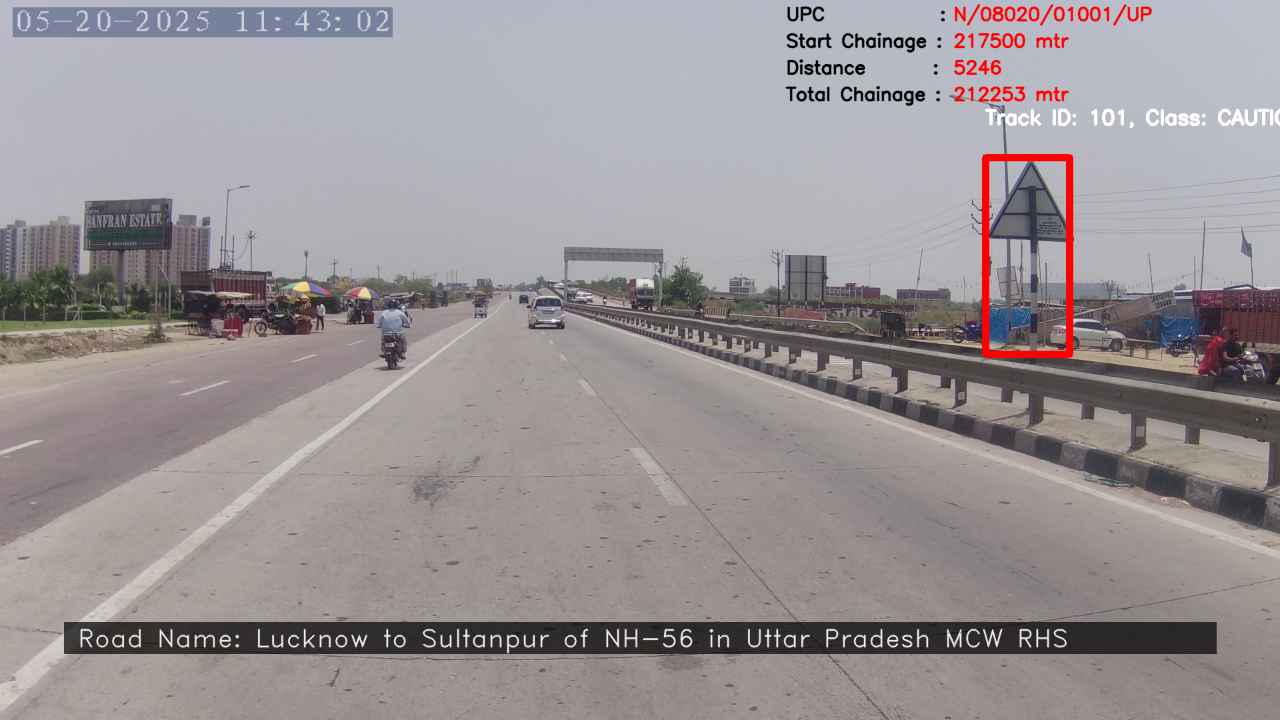 05-20-2025 11:43:02
UPC : N/08020/01001/UP
Start Chainage : 217500 mtr
Distance : 5246
Total Chainage : 212253 mtr
Track ID: 101, Class: CAUTIO
ANFRAN ESTATE
Road Name: Lucknow to Sultanpur of NH-56 in Uttar Pradesh MCW RHS